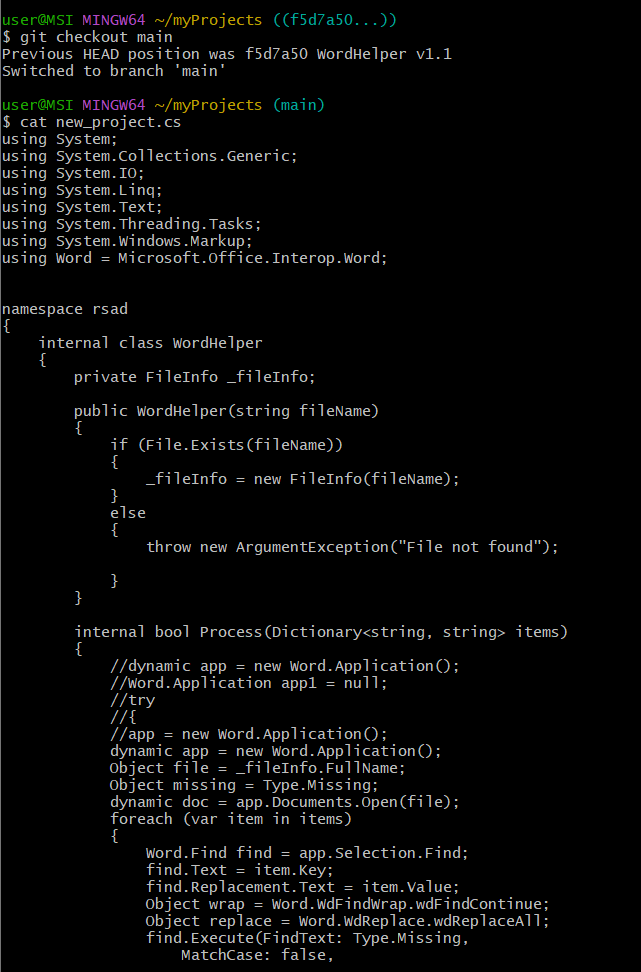 user@MSI MINGW64 ~/myProjects ((f5d7a50...))
$ git checkout main
Previous HEAD position was f5d7a50 WordHelper v1.1
Switched to branch 'main'

user@MSI MINGW64 ~/myProjects (main)
$ cat new_project.cs
using System;
using System.Collections.Generic;
using System.IO;
using System.Linq;
using System.Text;
using System.Threading.Tasks;
using System.Windows.Markup;
using Word = Microsoft.Office.Interop.Word;


namespace rsad
{
    internal class WordHelper
    {
        private FileInfo _fileInfo;

        public WordHelper(string fileName)
        {
            if (File.Exists(fileName))
            {
                _fileInfo = new FileInfo(fileName);
            }
            else
            {
                throw new ArgumentException("File not found");

            }
        }

        internal bool Process(Dictionary<string, string> items)
        {
            //dynamic app = new Word.Application();
            //Word.Application app1 = null;
            //try
            //{
            //app = new Word.Application();
            dynamic app = new Word.Application();
            Object file = _fileInfo.FullName;
            Object missing = Type.Missing;
            dynamic doc = app.Documents.Open(file);
            foreach (var item in items)
            {
                Word.Find find = app.Selection.Find;
                find.Text = item.Key;
                find.Replacement.Text = item.Value;
                Object wrap = Word.WdFindWrap.wdFindContinue;
                Object replace = Word.WdReplace.wdReplaceAll;
                find.Execute(FindText: Type.Missing,
                    MatchCase: false,